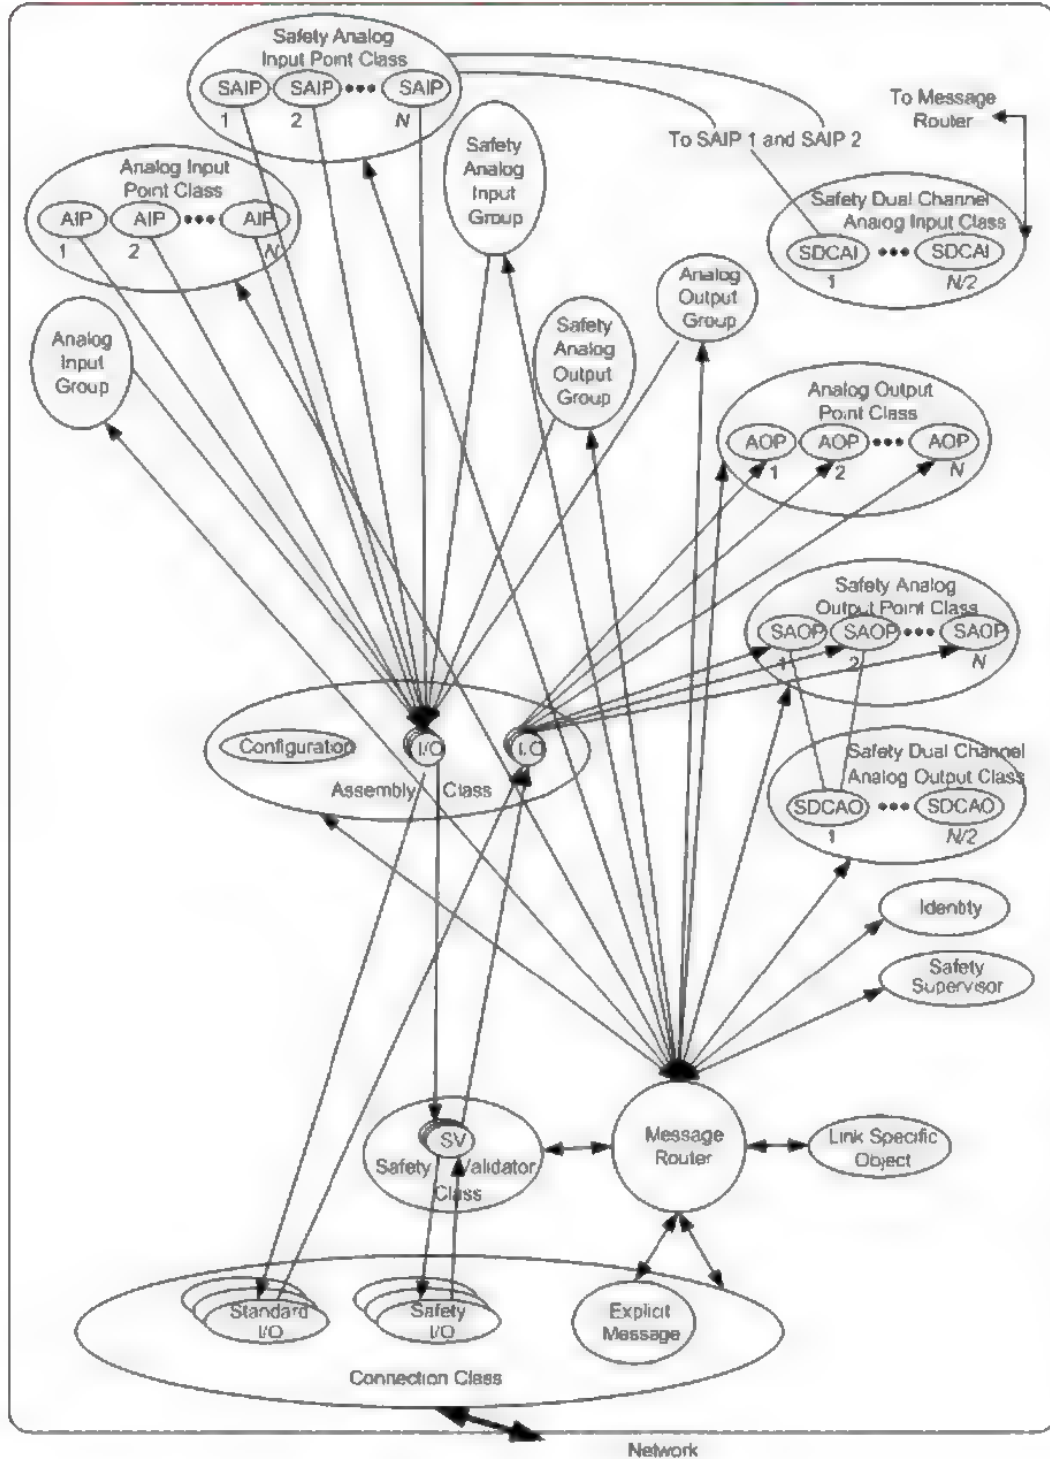 Safety Analog
Input Point Class
SAIP SAIP ••• SAIP
1 2 N
To Message
Router
To SAIP 1 and SAIP 2
Safety
Analog
Input
Group
Analog Input
Point Class
AIP AIP ••• AIP
1 2 N
Safety Dual Channel
Analog Input Class
SDCAI ••• SDCAI
1 N/2
Analog
Output
Group
Analog
Input
Group
Safety
Analog
Output
Group
Analog Output
Point Class
AOP AOP ••• AOP
1 2 N
Safety Analog
Output Point Class
SAOP SAOP ••• SAOP
1 2 N
Configuration
I/O I/O
Assembly Class
Safety Dual Channel
Analog Output Class
SDCAO ••• SDCAO
1 N/2
Identity
Safety
Supervisor
SV
Safety Validator
Class
Message
Router
Link Specific
Object
Standard
I/O
Safety
I/O
Explicit
Message
Connection Class
Network